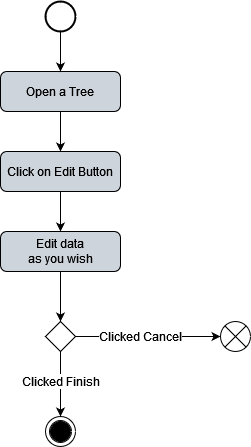 Open a Tree
Click on Edit Button
Edit data
as you wish
Clicked Cancel
Clicked Finish